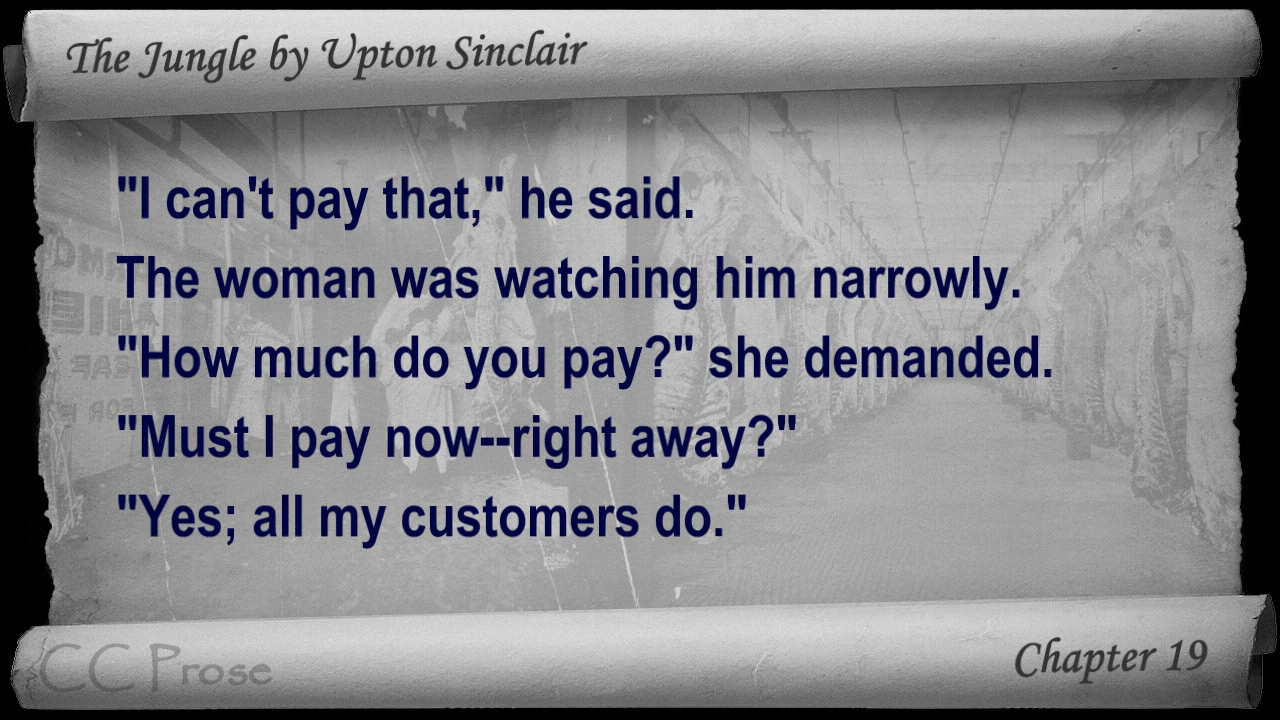 The Jungle by Upton Sinclair
"I can't pay that," he said.
The woman was watching him narrowly.
"How much do you pay?" she demanded.
"Must I pay now--right away?"
"Yes; all my customers do."
CC Prose
Chapter 19